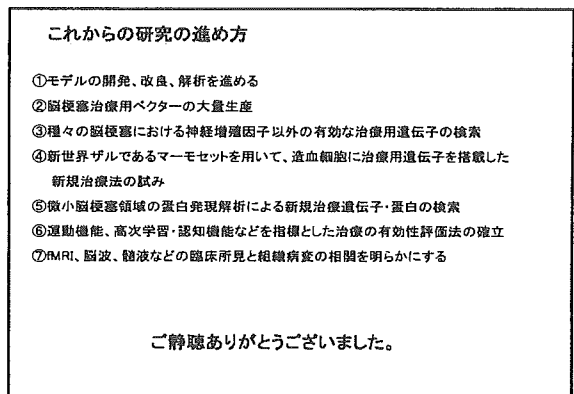 これからの研究の進め方
①モデルの開発、改良、解析を進める
②脳梗塞治療用ベクターの大量生産
③種々の脳梗塞における神経増殖因子以外の有効な治療用遺伝子の検索
④新世界ザルであるマーモセットを用いて、造血細胞に治療用遺伝子を搭載した
新規治療法の試み
⑤微小脳梗塞領域の蛋白発現解析による新規治療遺伝子・蛋白の検索
⑥運動機能、高次学習・認知機能などを指標とした治療の有効性評価法の確立
⑦fMRI、脳波、髄液などの臨床所見と組織病変の相関を明らかにする
ご静聴ありがとうございました。